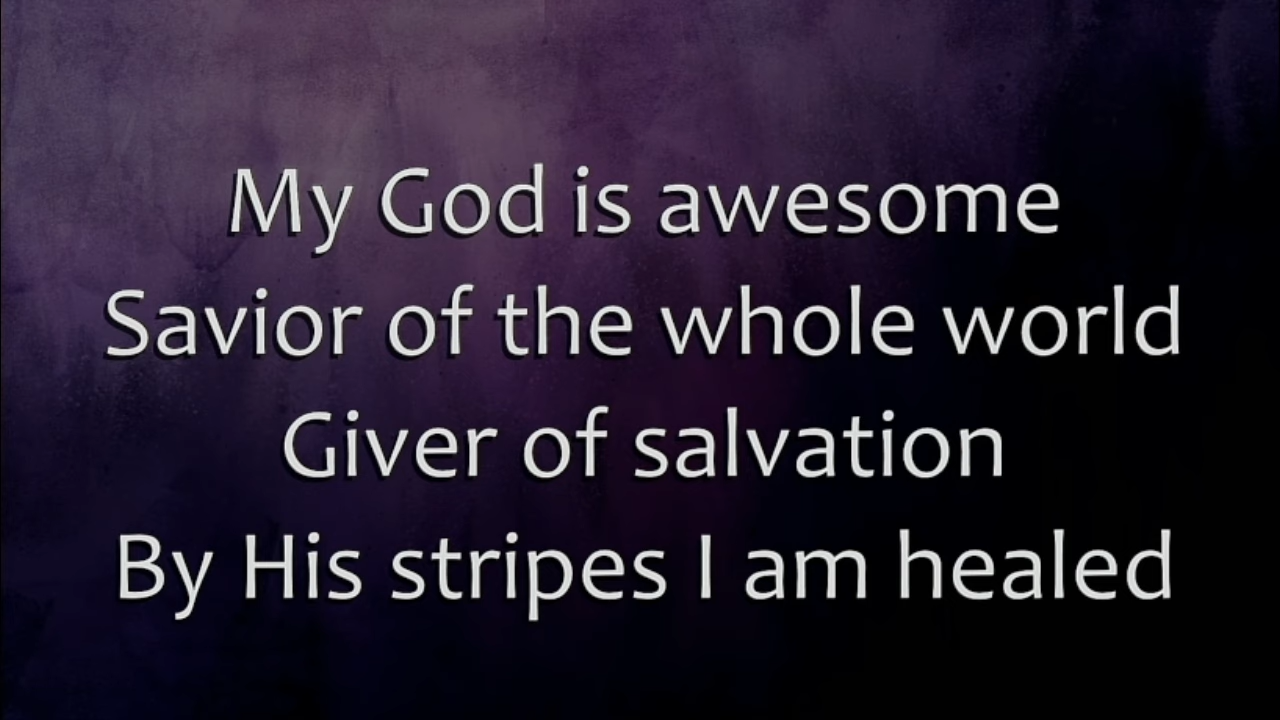 My God is awesome
Savior of the whole world
Giver of salvation
By His stripes I am healed